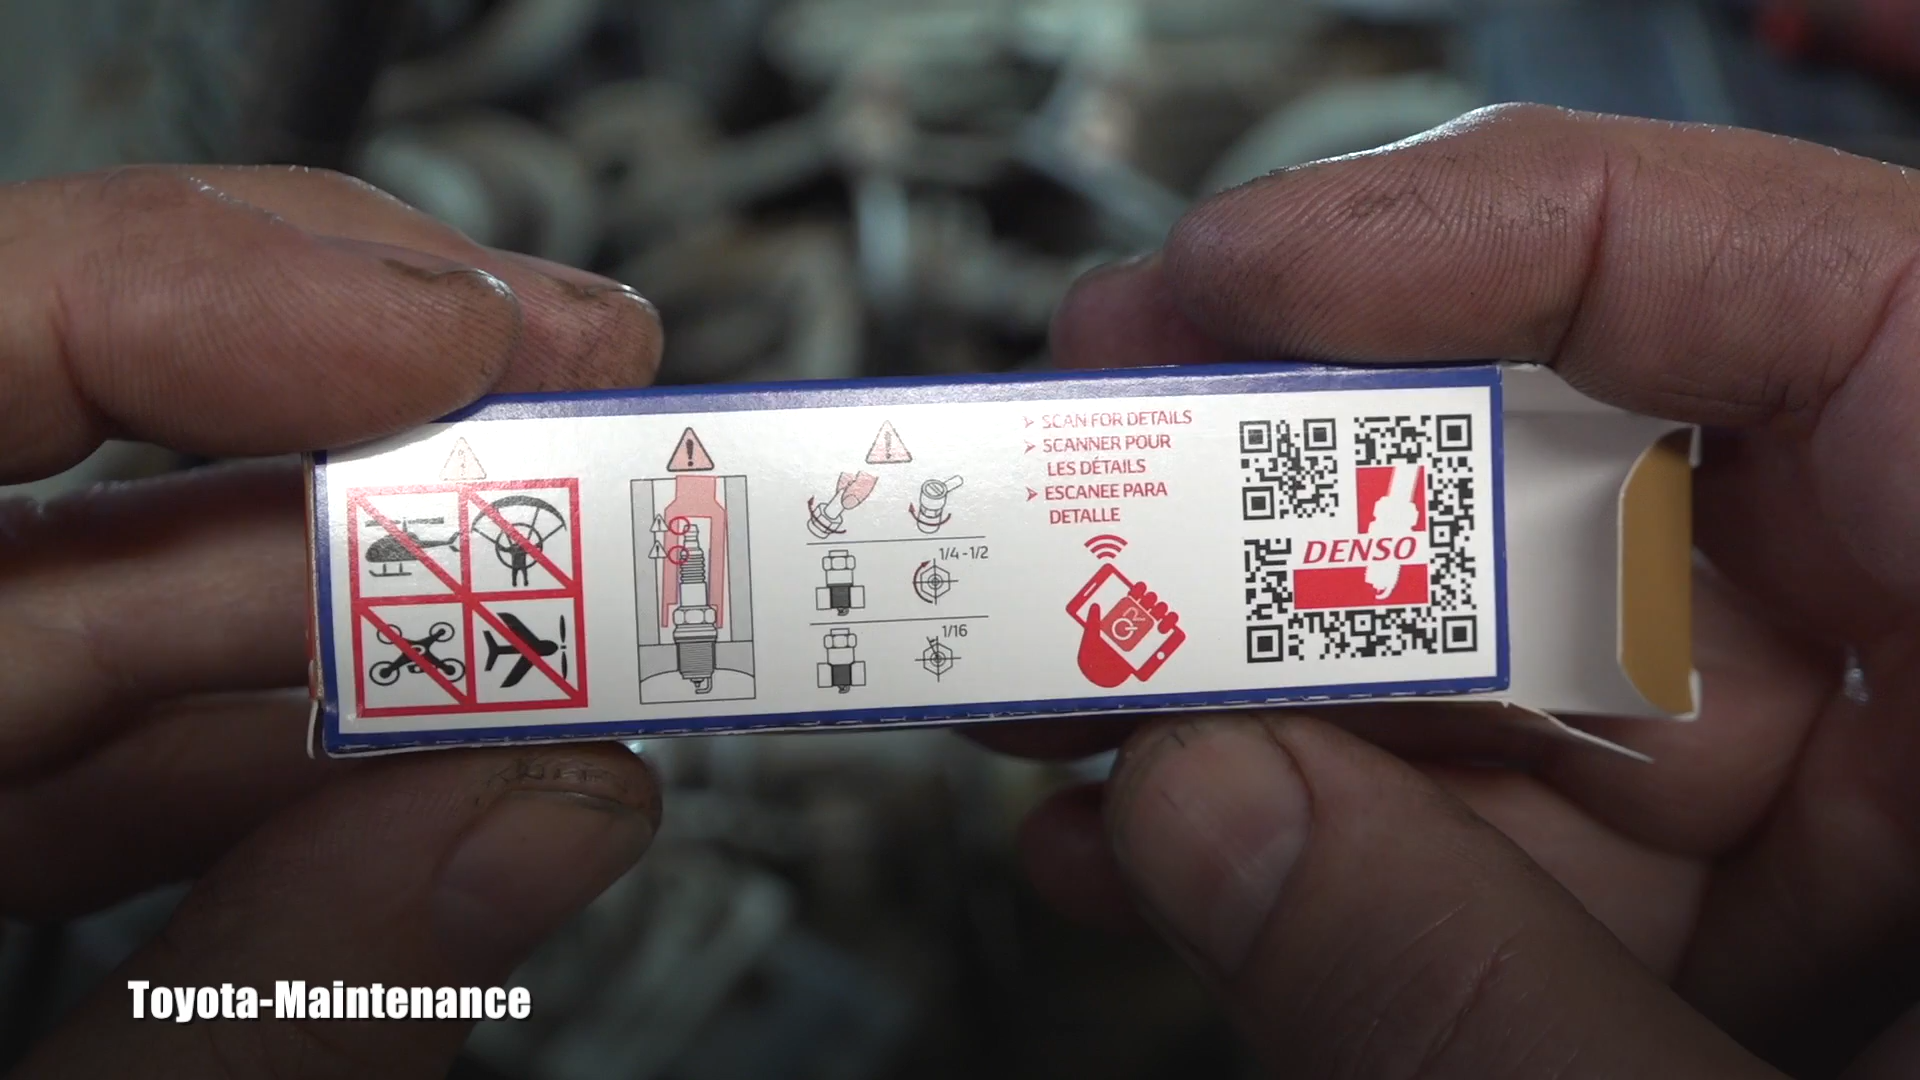 SCAN FOR DETAILS
SCANNER POUR
LES DÉTAILS
ESCANEE PARA
DETALLE
1/4 -1/2
1/16
QR
DENSO
Toyota-Maintenance